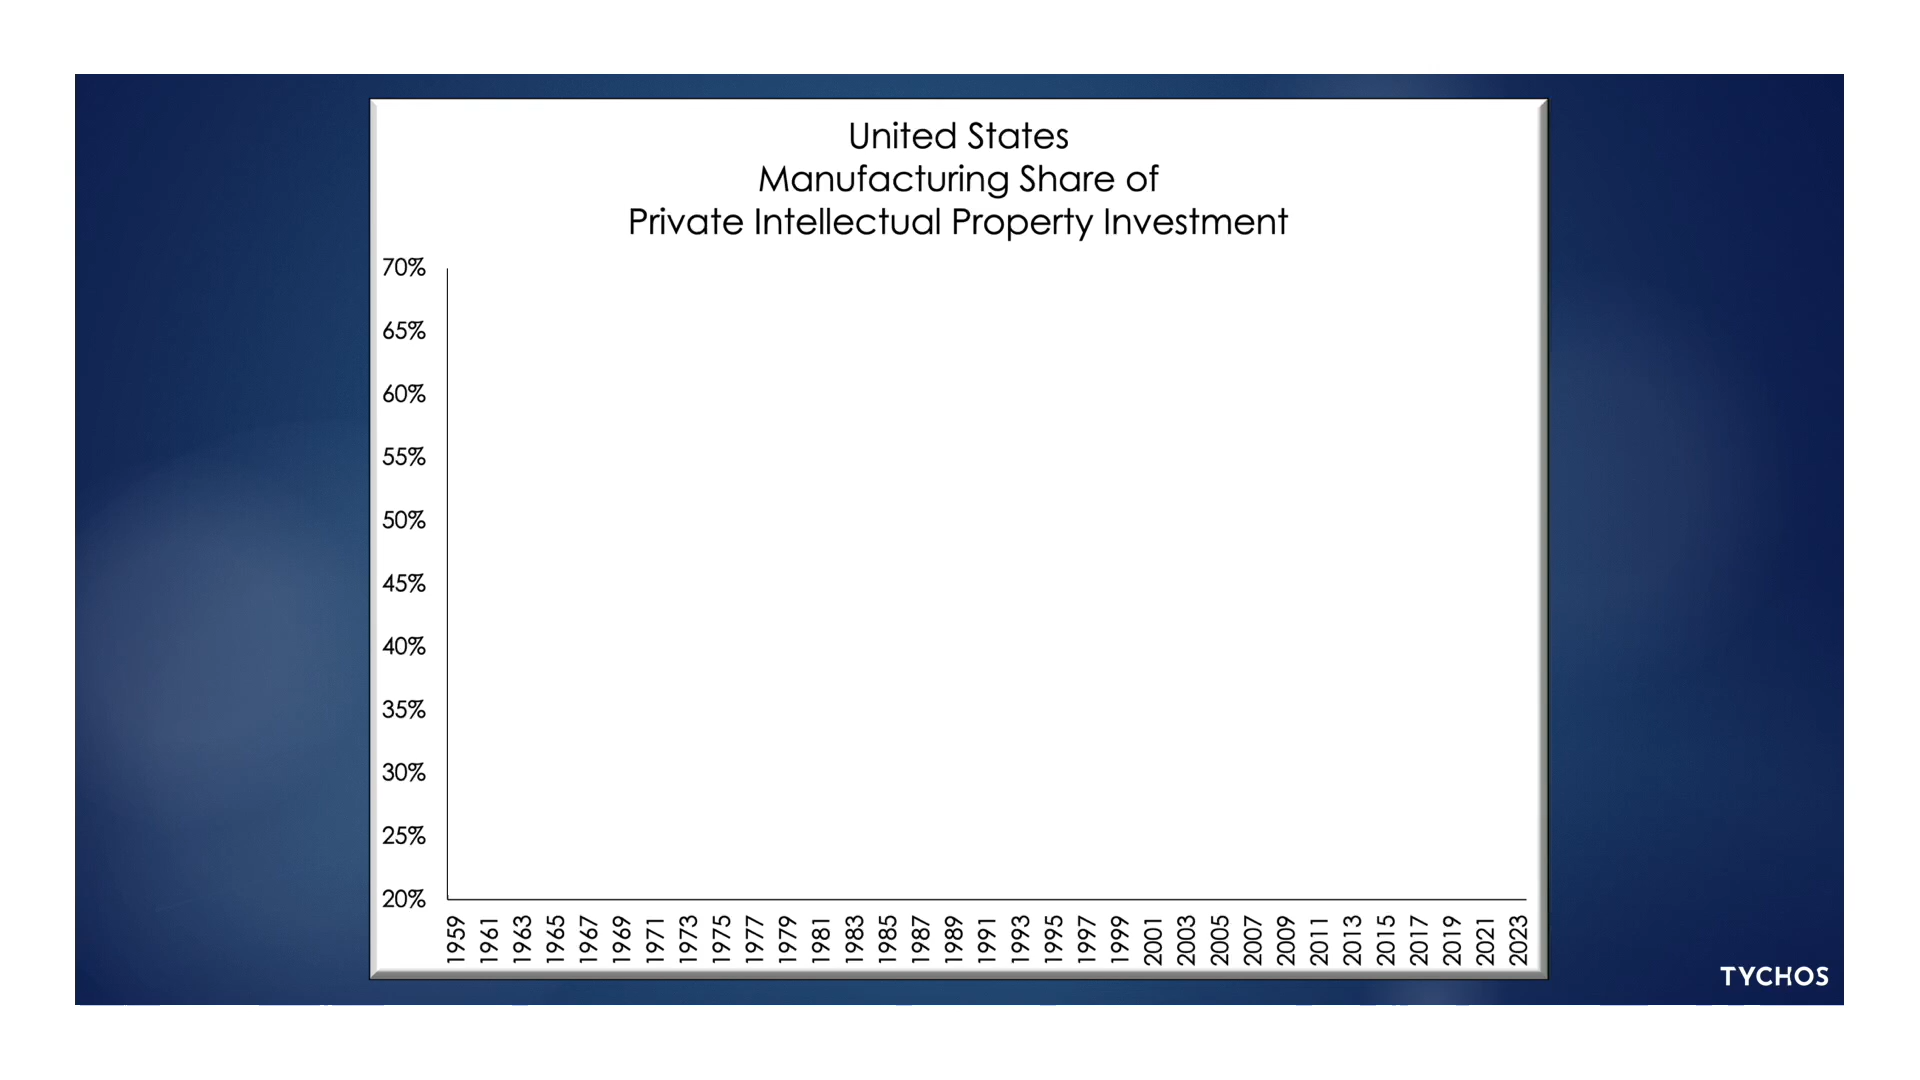 United States
Manufacturing Share of
Private Intellectual Property Investment
70%
65%
60%
55%
50%
45%
40%
35%
30%
25%
20%
1959 1961 1963 1965 1967 1969 1971 1973 1975 1977 1979 1981 1983 1985 1987 1989 1991 1993 1995 1997 1999 2001 2003 2005 2007 2009 2011 2013 2015 2017 2019 2021 2023
TYCHOS